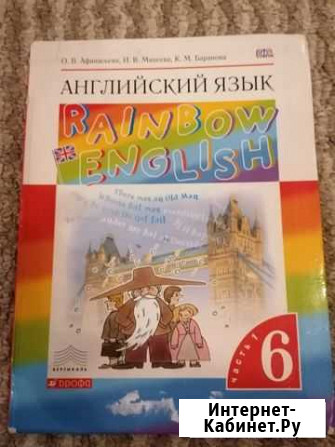 О. В. Афанасьева, И. В. Михеева, К. М. Баранова
АНГЛИЙСКИЙ ЯЗЫК
RAINBOW
ENGLISH
There was an Old Man
часть 1
6
ВЕРТИКАЛЬ
ДРОФА
Интернет-
Кабинет.Ру